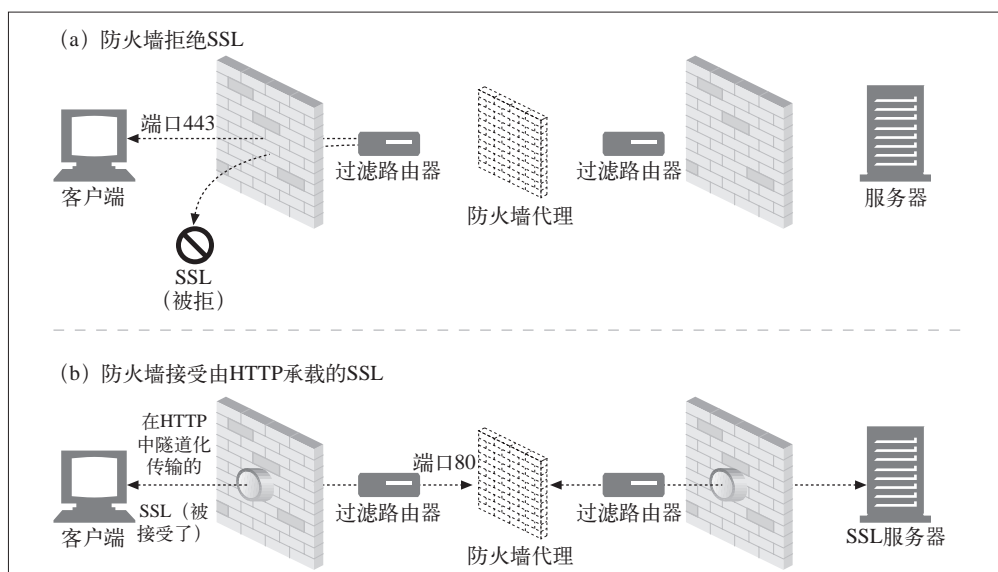 (a) 防火墙拒绝SSL
端口443
客户端
过滤路由器
防火墙代理
过滤路由器
服务器
SSL
（被拒）
(b) 防火墙接受由HTTP承载的SSL
在HTTP
中隧道化
传输的
SSL（被
接受了）
客户端
端口80
过滤路由器
防火墙代理
过滤路由器
SSL服务器